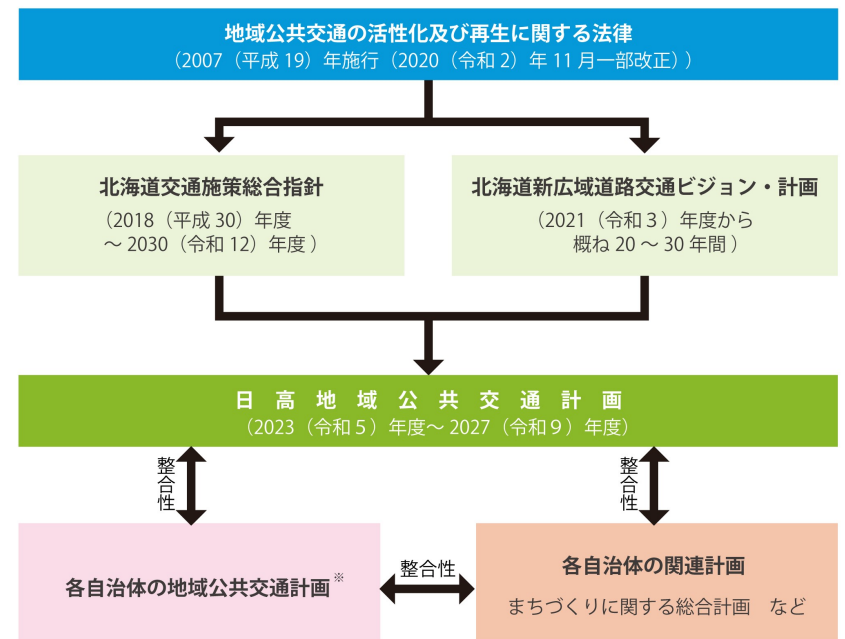 地域公共交通の活性化及び再生に関する法律
（2007（平成 19）年施行（2020（令和 2）年 11 月一部改正））
北海道交通施策総合指針
（2018（平成 30）年度
～ 2030（令和 12）年度 ）
北海道新広域道路交通ビジョン・計画
（2021（令和３）年度から
概ね 20 ～ 30 年間 ）
日 高 地 域 公 共 交 通 計 画
（2023（令和５）年度～ 2027（令和９）年度）
整合性
整合性
各自治体の地域公共交通計画※
整合性
各自治体の関連計画
まちづくりに関する総合計画　など